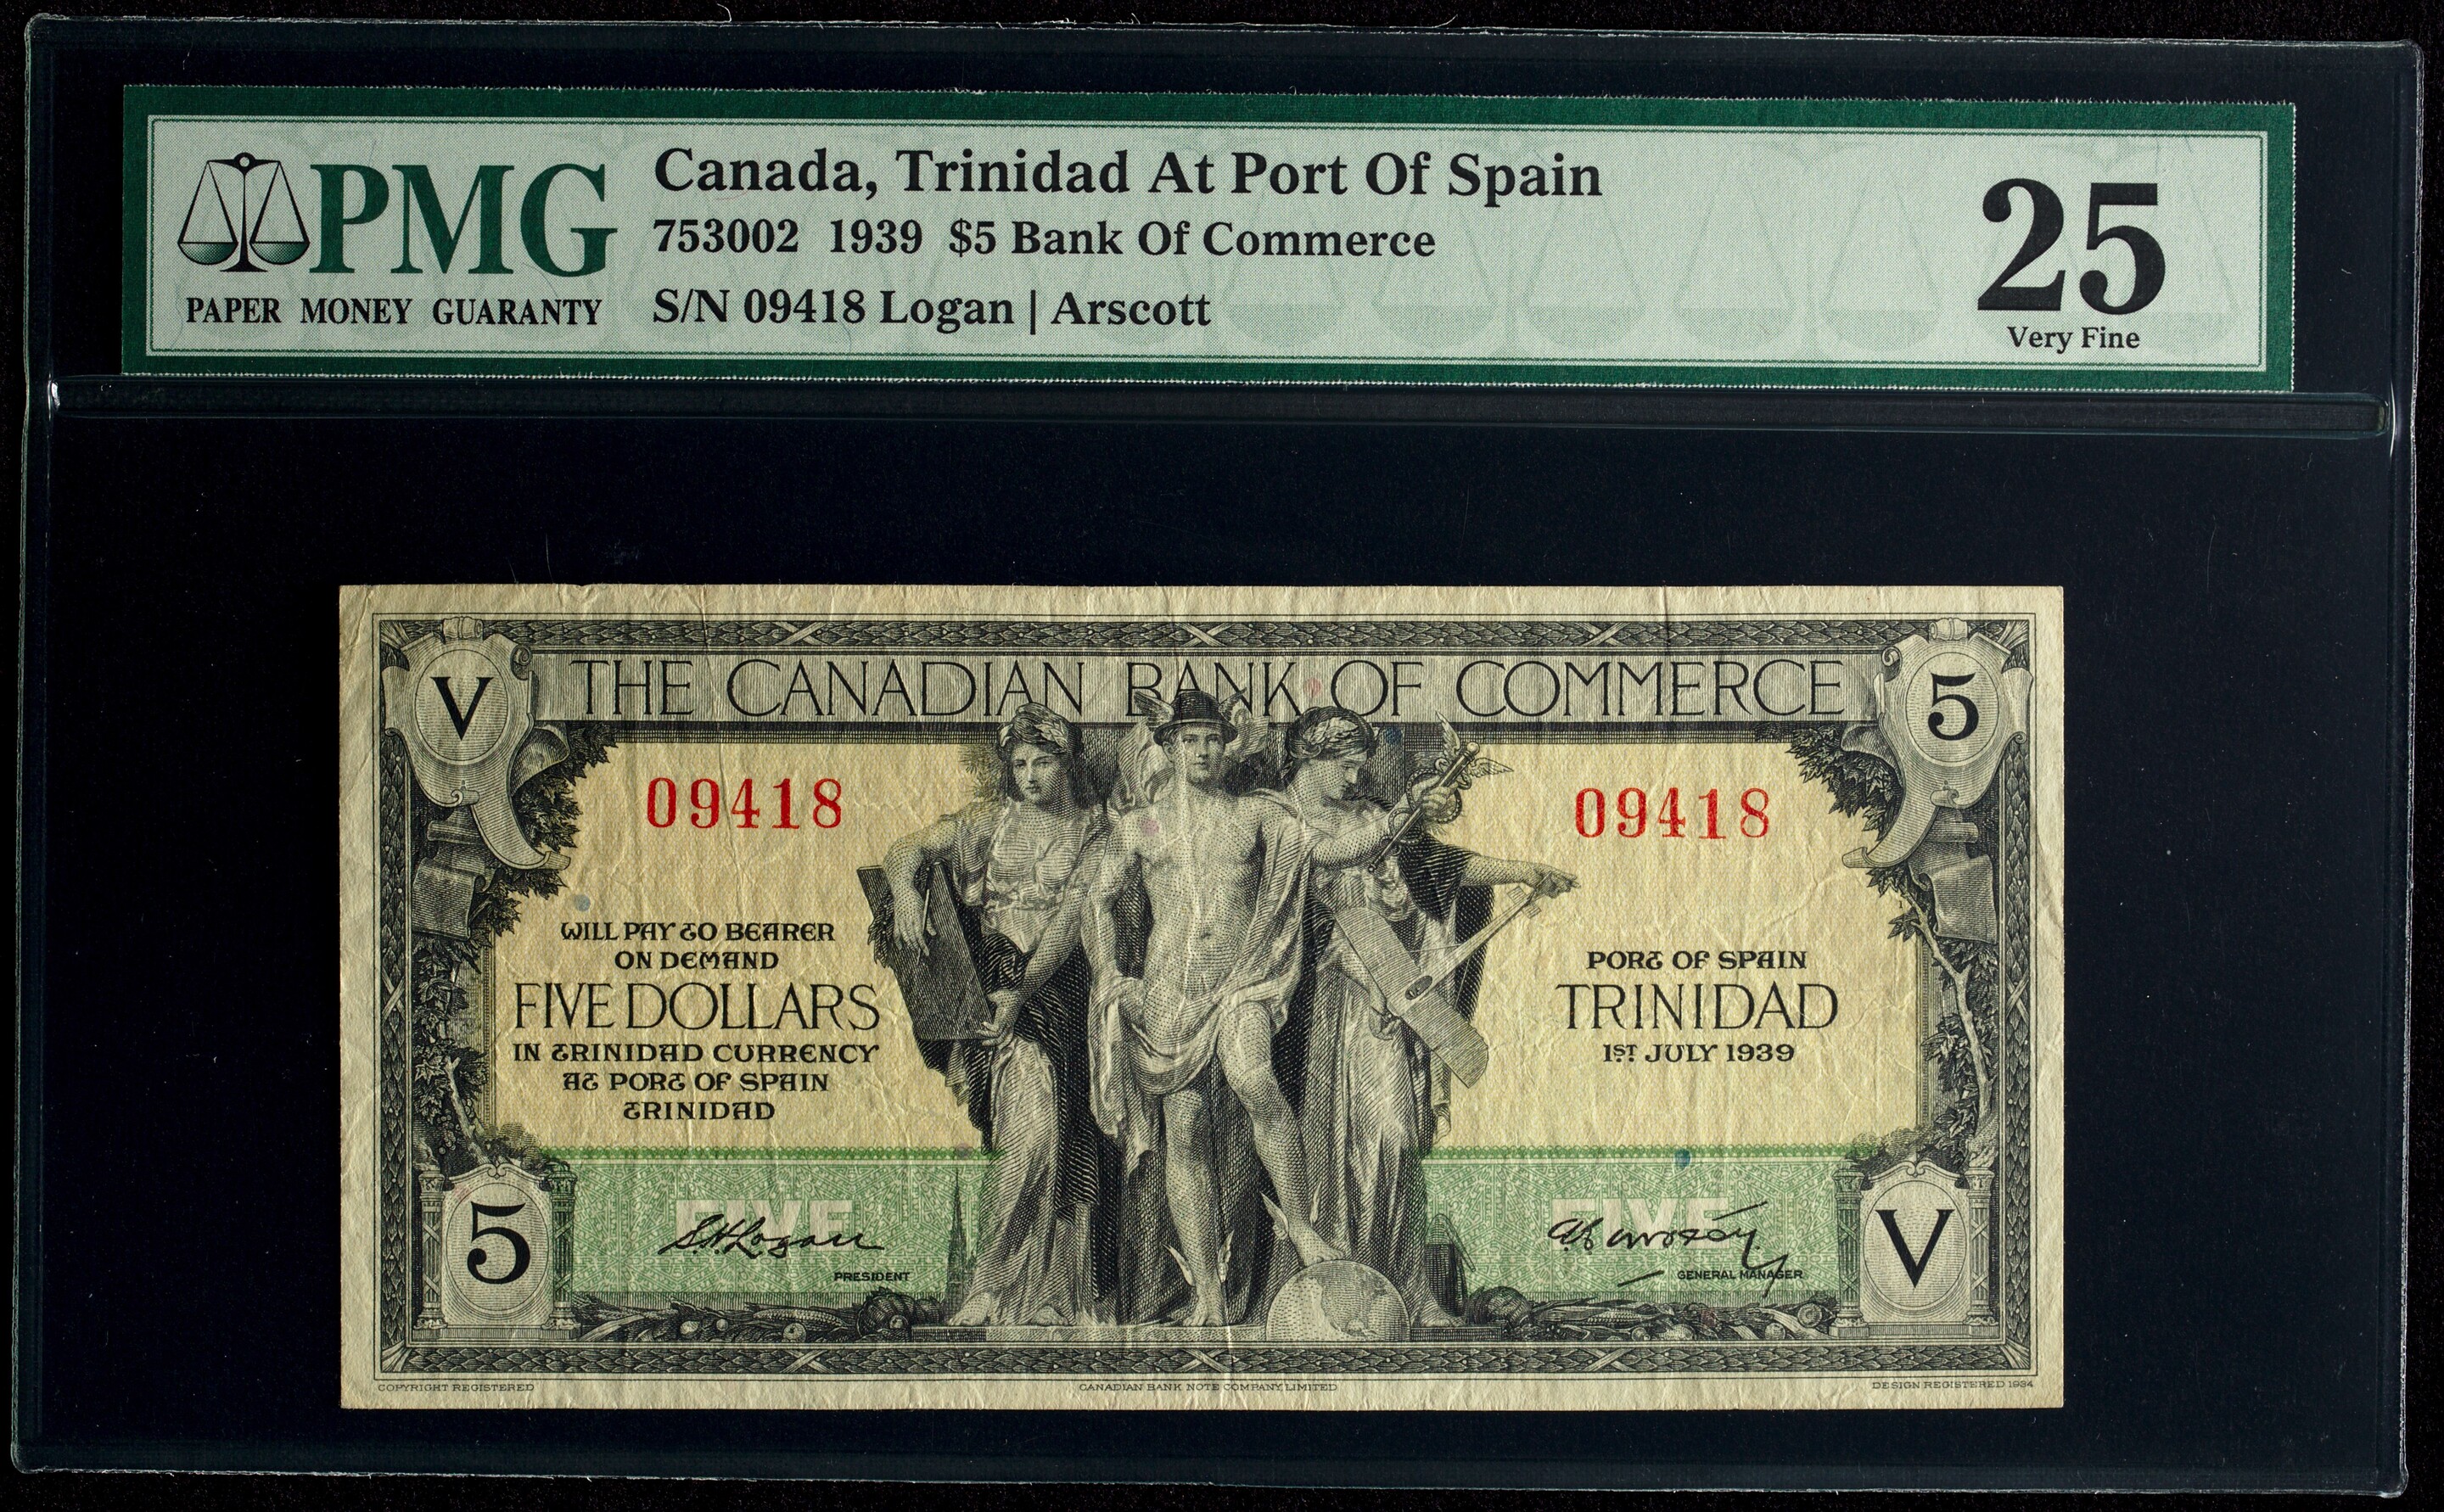 PMG
PAPER MONEY GUARANTY
Canada, Trinidad At Port Of Spain
753002 1939 $5 Bank Of Commerce
S/N 09418 Logan | Arscott
25
Very Fine
V
THE CANADIAN BANK OF COMMERCE
5
09418
09418
WILL PAY TO BEARER
ON DEMAND
FIVE DOLLARS
IN TRINIDAD CURRENCY
AT PORT OF SPAIN
TRINIDAD
PORT OF SPAIN
TRINIDAD
1ST JULY 1939
5
FIVE
S.H. Logan
PRESIDENT
FIVE
GENERAL MANAGER
V
COPYRIGHT REGISTERED
CANADIAN BANK NOTE COMPANY, LIMITED
DESIGN REGISTERED 1934